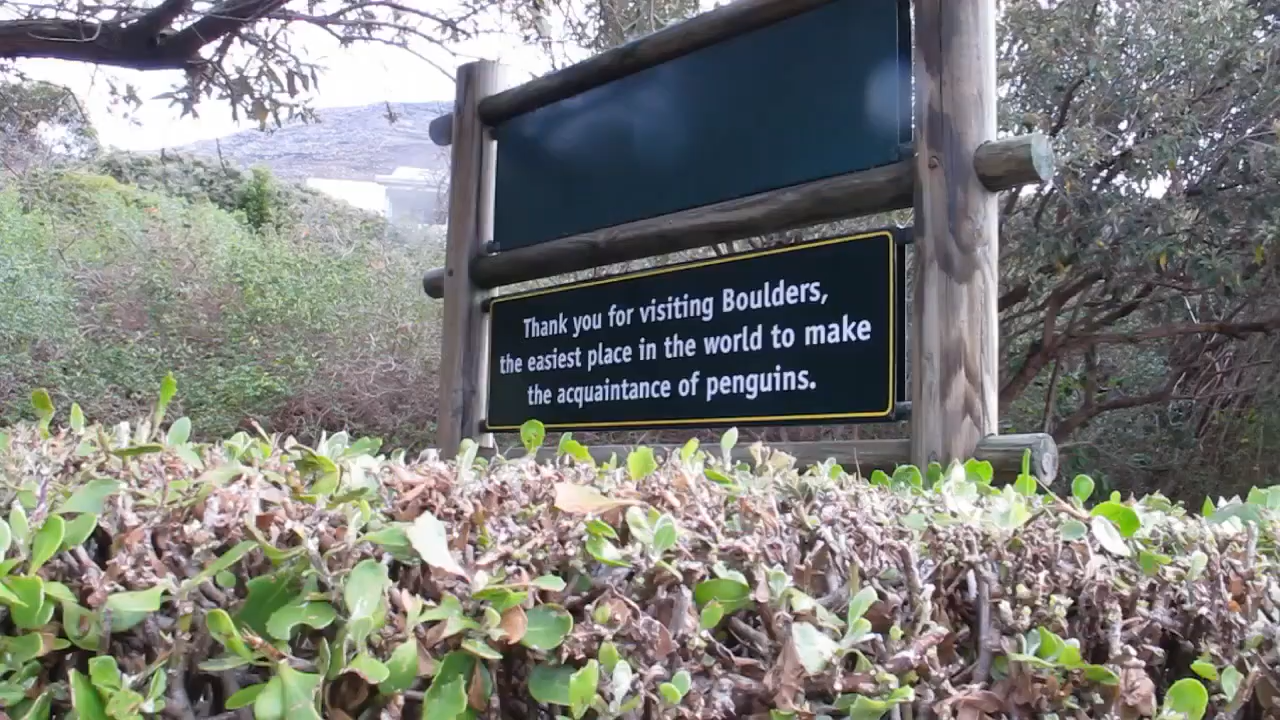 Thank you for visiting Boulders,
the easiest place in the world to make
the acquaintance of penguins.